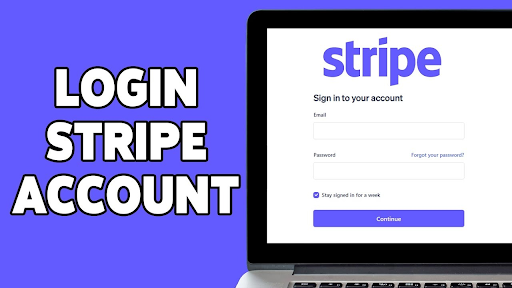 LOGIN
STRIPE
ACCOUNT
stripe
Sign in to your account
Email
Password Forgot your password?
Stay signed in for a week
Continue